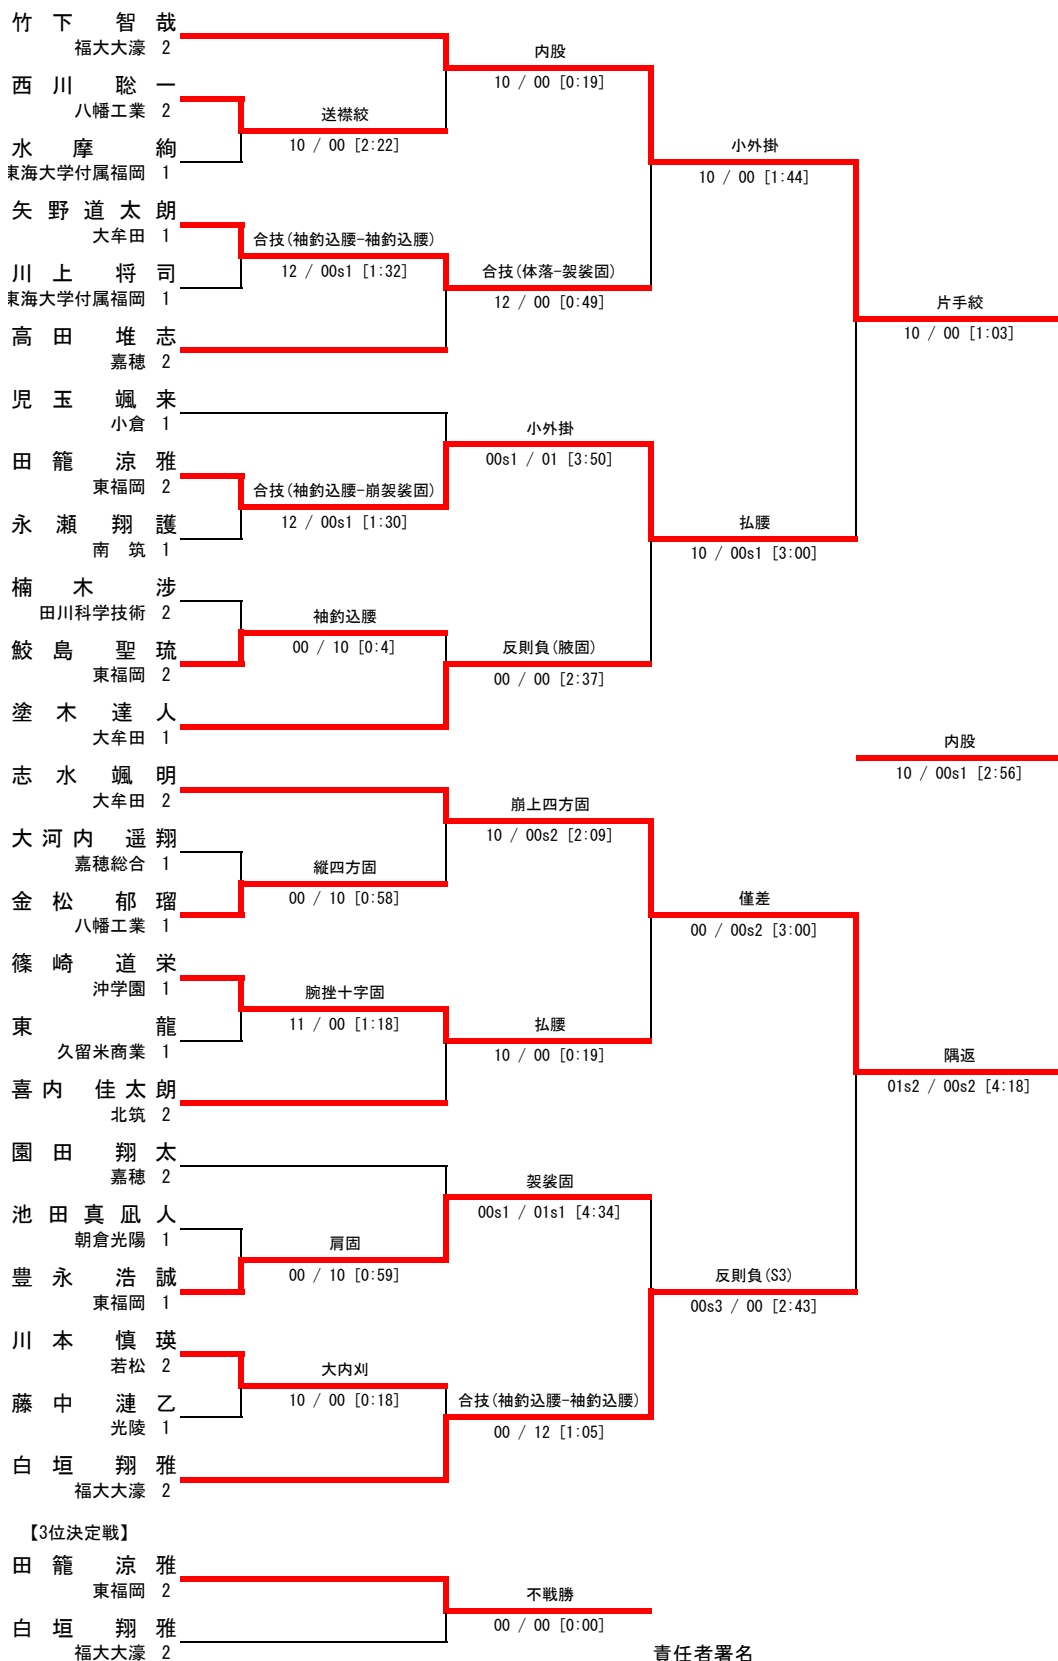 竹下 智哉
福大大濠 2
内股
10 / 00 [0:19]
西川 聡一
八幡工業 2
送襟絞
10 / 00 [2:22]
水摩 絢
東海大学付属福岡 1
小外掛
10 / 00 [1:44]
矢野道太朗
大牟田 1
合技(袖釣込腰-袖釣込腰)
12 / 00s1 [1:32]
川上 将司
東海大学付属福岡 1
合技(体落-袈裟固)
12 / 00 [0:49]
高田 堆志
嘉穂 2
片手絞
10 / 00 [1:03]
児玉 颯来
小倉 1
小外掛
00s1 / 01 [3:50]
田籠 涼雅
東福岡 2
合技(袖釣込腰-崩袈裟固)
12 / 00s1 [1:30]
永瀬 翔護
南 筑 1
払腰
10 / 00s1 [3:00]
楠木 渉
田川科学技術 2
袖釣込腰
00 / 10 [0:4]
鮫島 聖琉
東福岡 2
反則負(腋固)
00 / 00 [2:37]
塗木 達人
大牟田 1
内股
10 / 00s1 [2:56]
志水 颯明
大牟田 2
崩上四方固
10 / 00s2 [2:09]
大河内 遥翔
嘉穂総合 1
縦四方固
00 / 10 [0:58]
金松 郁瑠
八幡工業 1
僅差
00 / 00s2 [3:00]
篠崎 道栄
沖学園 1
腕挫十字固
11 / 00 [1:18]
東 龍
久留米商業 1
払腰
10 / 00 [0:19]
喜内 佳太朗
北筑 2
隅返
01s2 / 00s2 [4:18]
園田 翔太
嘉穂 2
袈裟固
00s1 / 01s1 [4:34]
池田真凪人
朝倉光陽 1
肩固
00 / 10 [0:59]
豊永 浩誠
東福岡 1
反則負(S3)
00s3 / 00 [2:43]
川本 慎瑛
若松 2
大内刈
10 / 00 [0:18]
藤中 漣乙
光陵 1
合技(袖釣込腰-袖釣込腰)
00 / 12 [1:05]
白垣 翔雅
福大大濠 2
【3位決定戦】
田籠 涼雅
東福岡 2
不戦勝
00 / 00 [0:00]
白垣 翔雅
福大大濠 2
責任者署名